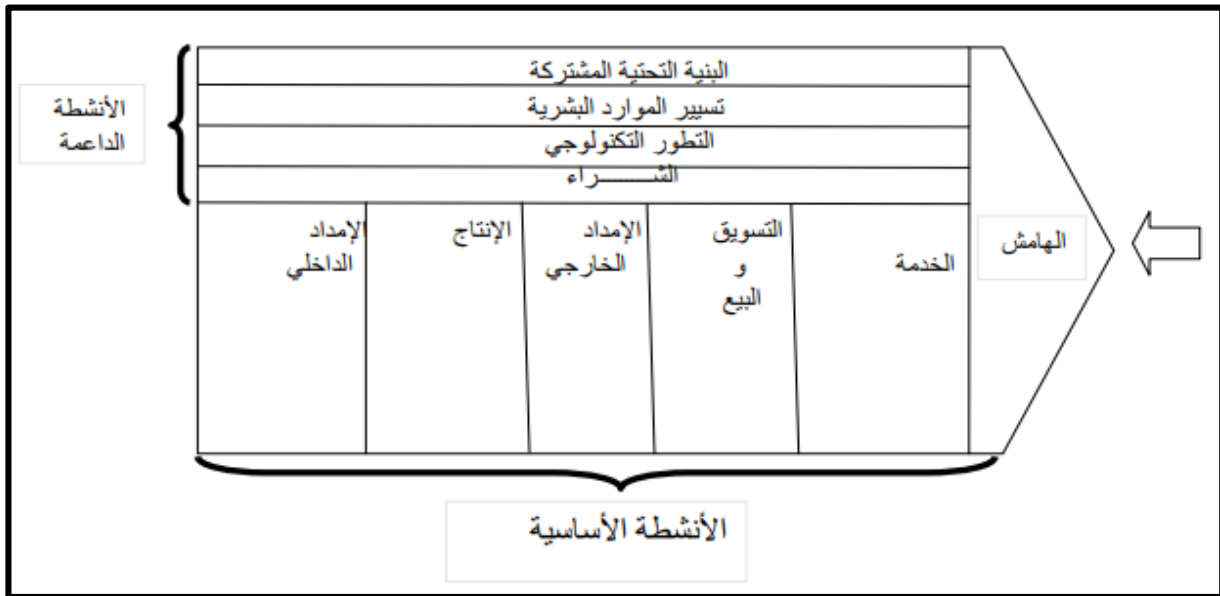 البنية التحتية المشتركة
تسيير الموارد البشرية
التطور التكنولوجي
الشــــــــراء
الأنشطة
الداعمة
الإمداد
الداخلي
الإنتاج
الإمداد
الخارجي
التسويق
و
البيع
الخدمة
الهامش
الأنشطة الأساسية